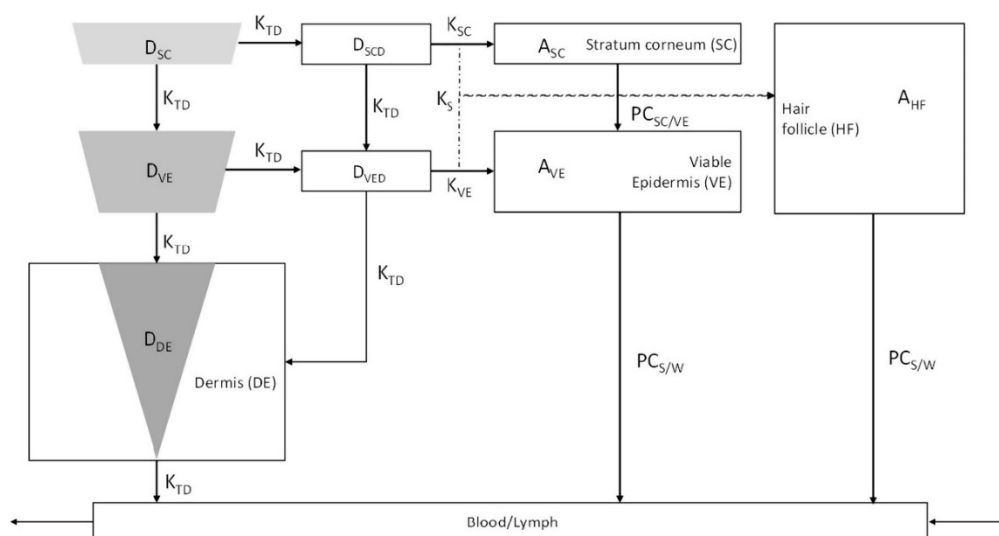 K_TD
K_SC
D_SC
D_SCD
A_SC
Stratum corneum (SC)
K_TD
K_TD
K_S
PC_SC/VE
A_HF
Hair
follicle (HF)
K_TD
D_VE
D_VED
K_VE
A_VE
Viable
Epidermis (VE)
K_TD
K_TD
D_DE
Dermis (DE)
PC_S/W
PC_S/W
K_TD
Blood/Lymph